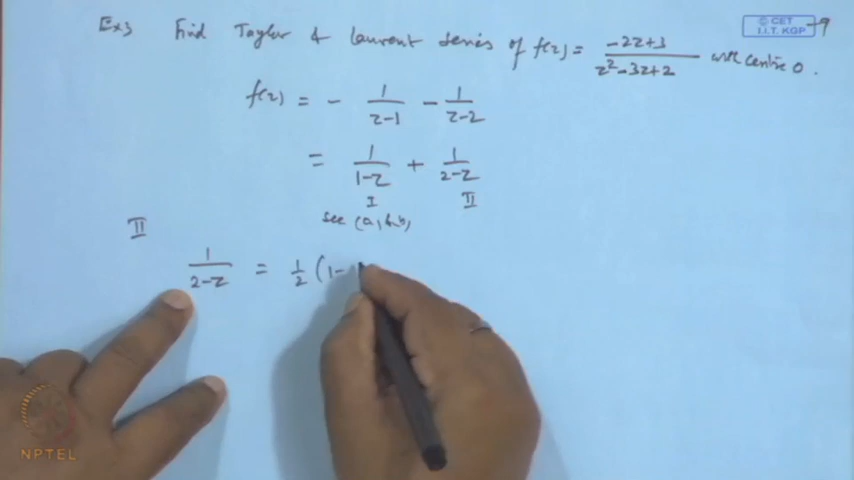 © CET
I.I.T. KGP
Ex3 Find Taylor & Laurent series of f(z) = (-2z+3)/(z²-3z+2) with centre 0.
f(z) = - 1/(z-1) - 1/(z-2)
= 1/(1-z) + 1/(2-z)
I II
see (a)
II
1/(2-z) = 1/2 (1-
NPTEL